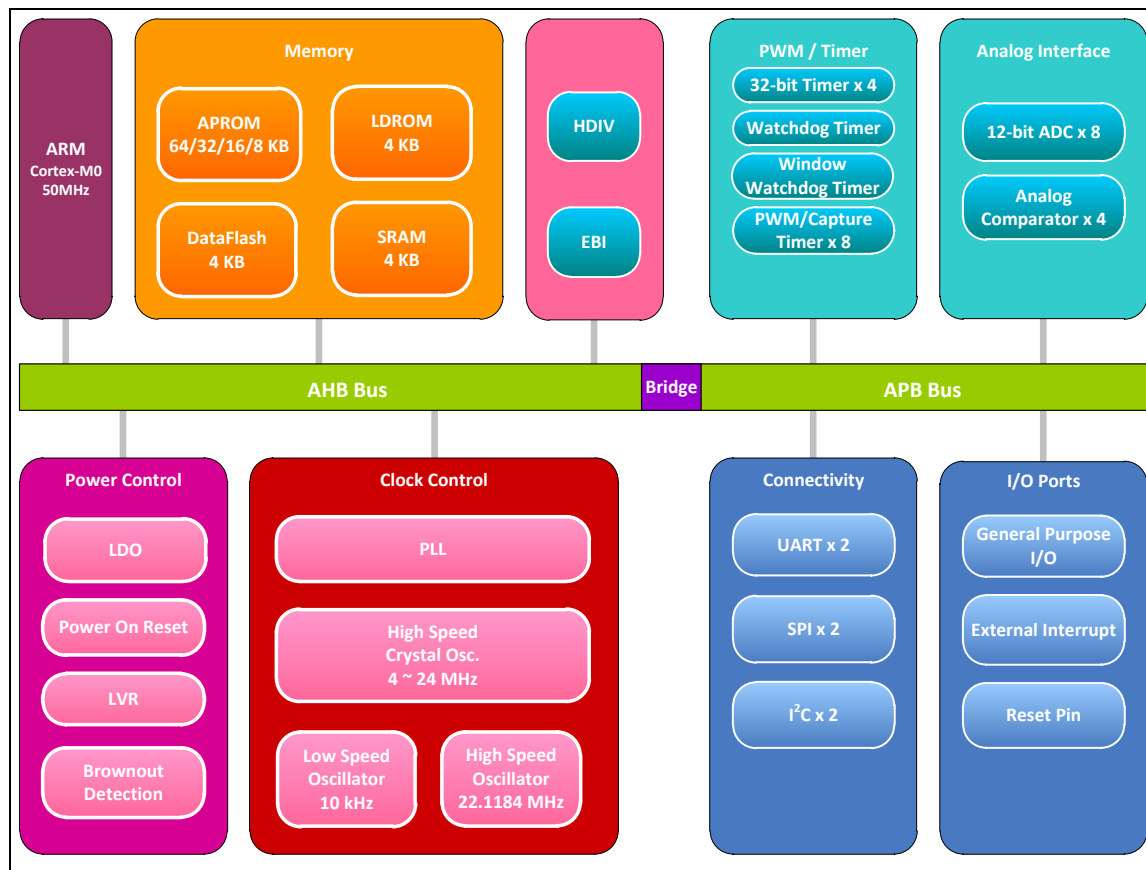 ARM
Cortex-M0
50MHz
Memory
APROM
64/32/16/8 KB
LDROM
4 KB
DataFlash
4 KB
SRAM
4 KB
HDIV
EBI
PWM / Timer
32-bit Timer x 4
Watchdog Timer
Window
Watchdog Timer
PWM/Capture
Timer x 8
Analog Interface
12-bit ADC x 8
Analog
Comparator x 4
AHB Bus
Bridge
APB Bus
Power Control
LDO
Power On Reset
LVR
Brownout
Detection
Clock Control
PLL
High Speed
Crystal Osc.
4 ~ 24 MHz
Low Speed
Oscillator
10 kHz
High Speed
Oscillator
22.1184 MHz
Connectivity
UART x 2
SPI x 2
I²C x 2
I/O Ports
General Purpose
I/O
External Interrupt
Reset Pin